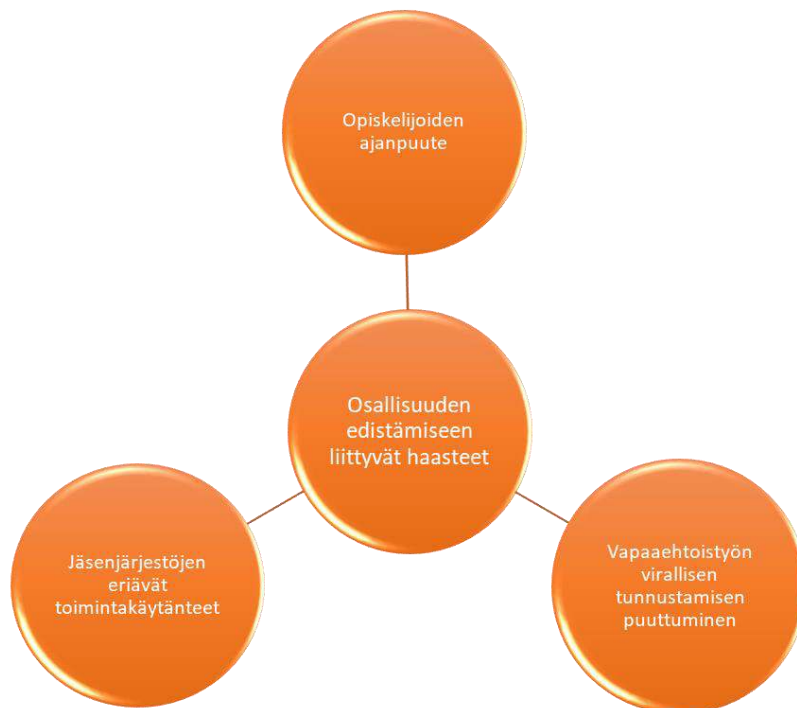 Opiskelijoiden
ajanpuute
Osallisuuden
edistämiseen
liittyvät haasteet
Jäsenjärjestöjen
eriävät
toimintakäytänteet
Vapaaehtoistyön
virallisen
tunnustamisen
puuttuminen